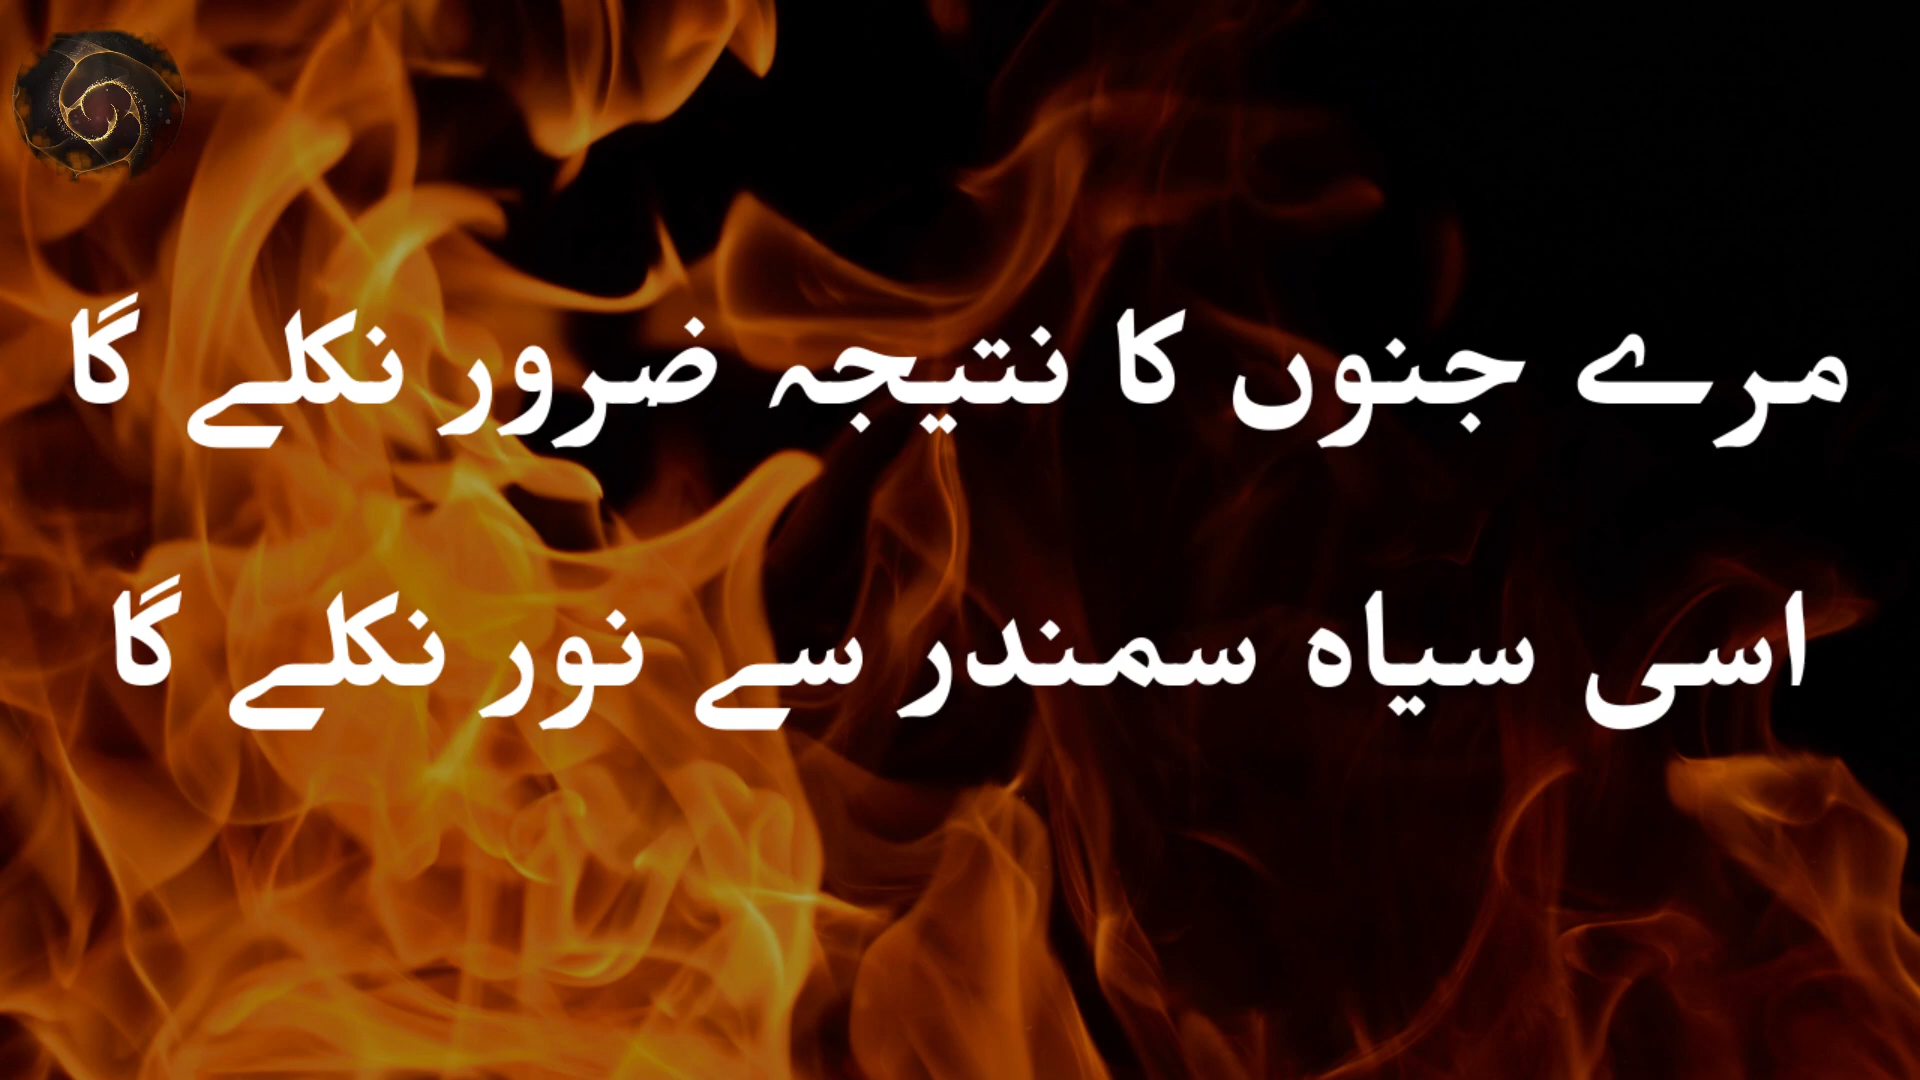 مرے جنوں کا نتیجہ ضرور نکلے گا
اسی سیاہ سمندر سے نور نکلے گا